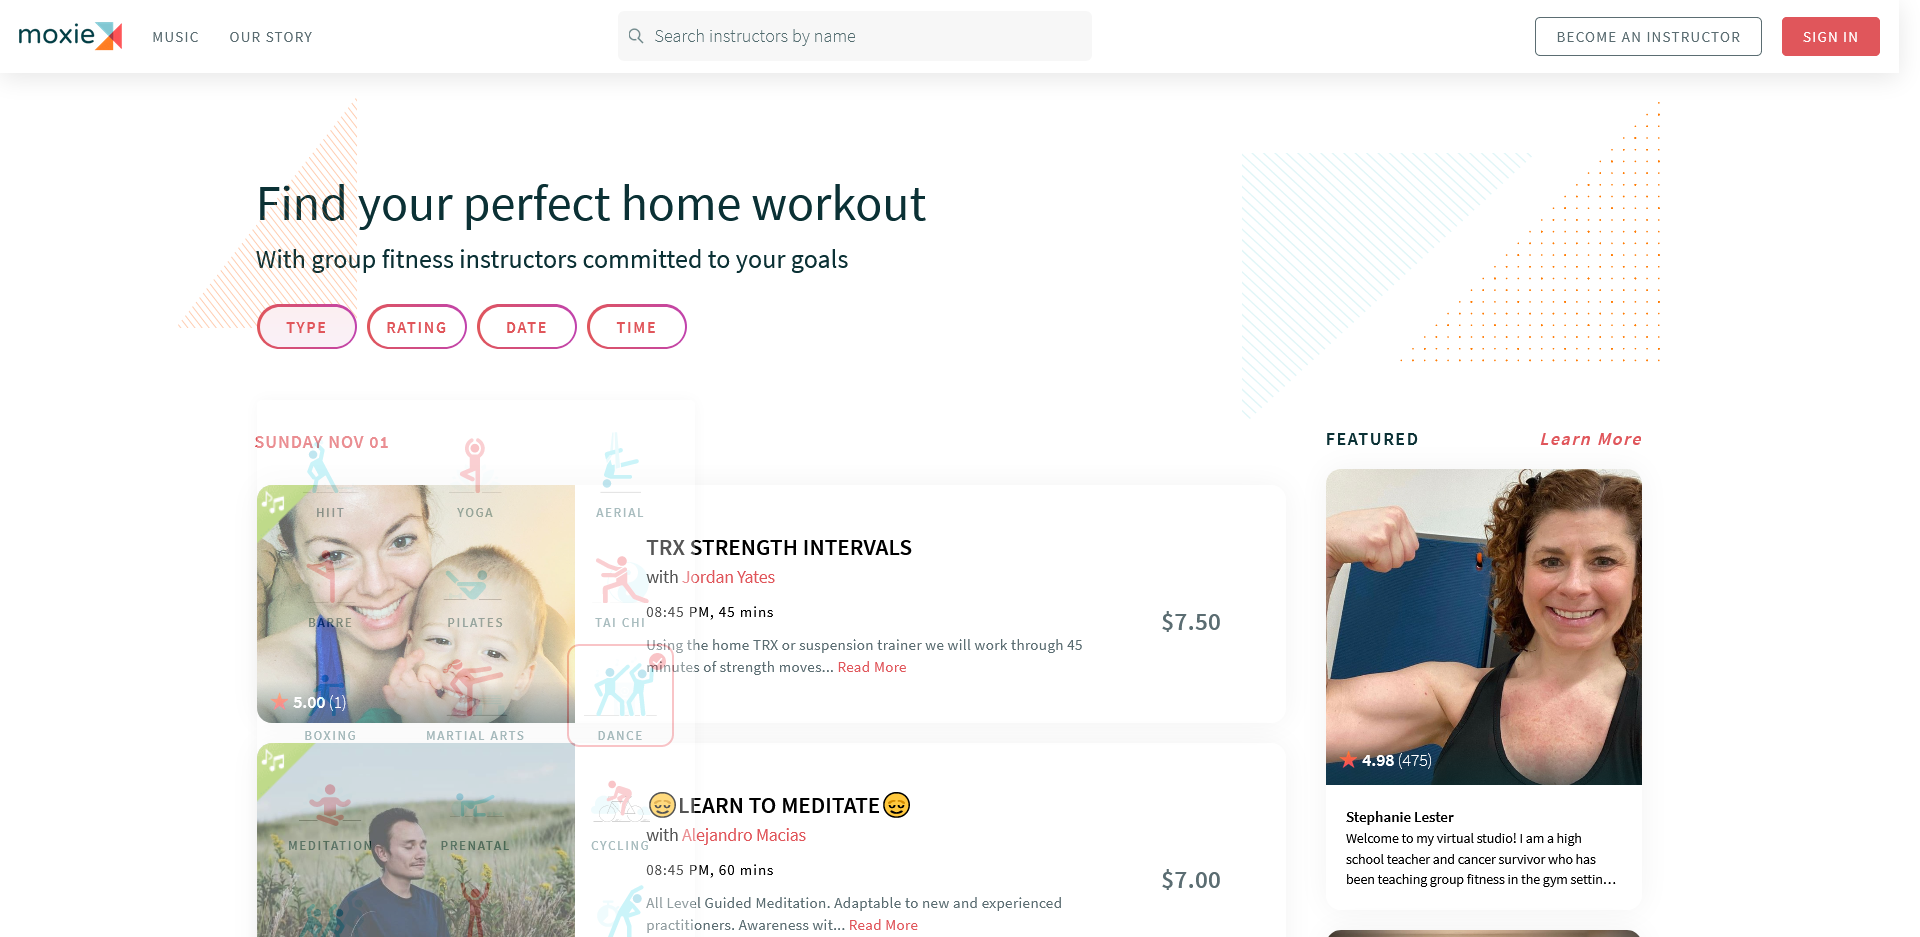 moxie
MUSIC
OUR STORY
Search instructors by name
BECOME AN INSTRUCTOR
SIGN IN
Find your perfect home workout
With group fitness instructors committed to your goals
TYPE
RATING
DATE
TIME
SUNDAY NOV 01
HIIT
YOGA
AERIAL
BARRE
PILATES
TAI CHI
BOXING
MARTIAL ARTS
DANCE
MEDITATION
PRENATAL
CYCLING
5.00 (1)
TRX STRENGTH INTERVALS
with Jordan Yates
08:45 PM, 45 mins
Using the home TRX or suspension trainer we will work through 45
minutes of strength moves... Read More
$7.50
😌LEARN TO MEDITATE😌
with Alejandro Macias
08:45 PM, 60 mins
All Level Guided Meditation. Adaptable to new and experienced
practitioners. Awareness wit... Read More
$7.00
FEATURED
Learn More
4.98 (475)
Stephanie Lester
Welcome to my virtual studio! I am a high
school teacher and cancer survivor who has
been teaching group fitness in the gym settin...